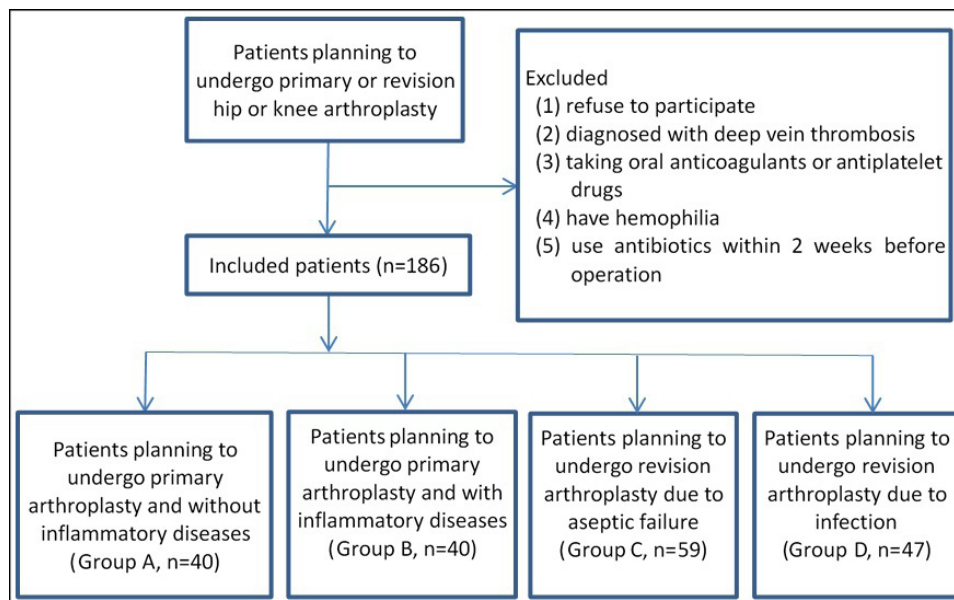 Patients planning to
undergo primary or revision
hip or knee arthroplasty
Excluded
(1) refuse to participate
(2) diagnosed with deep vein thrombosis
(3) taking oral anticoagulants or antiplatelet
drugs
(4) have hemophilia
(5) use antibiotics within 2 weeks before
operation
Included patients (n=186)
Patients planning to
undergo primary
arthroplasty and without
inflammatory diseases
(Group A, n=40)
Patients planning to
undergo primary
arthroplasty and with
inflammatory diseases
(Group B, n=40)
Patients planning to
undergo revision
arthroplasty due to
aseptic failure
(Group C, n=59)
Patients planning to
undergo revision
arthroplasty due to
infection
(Group D, n=47)